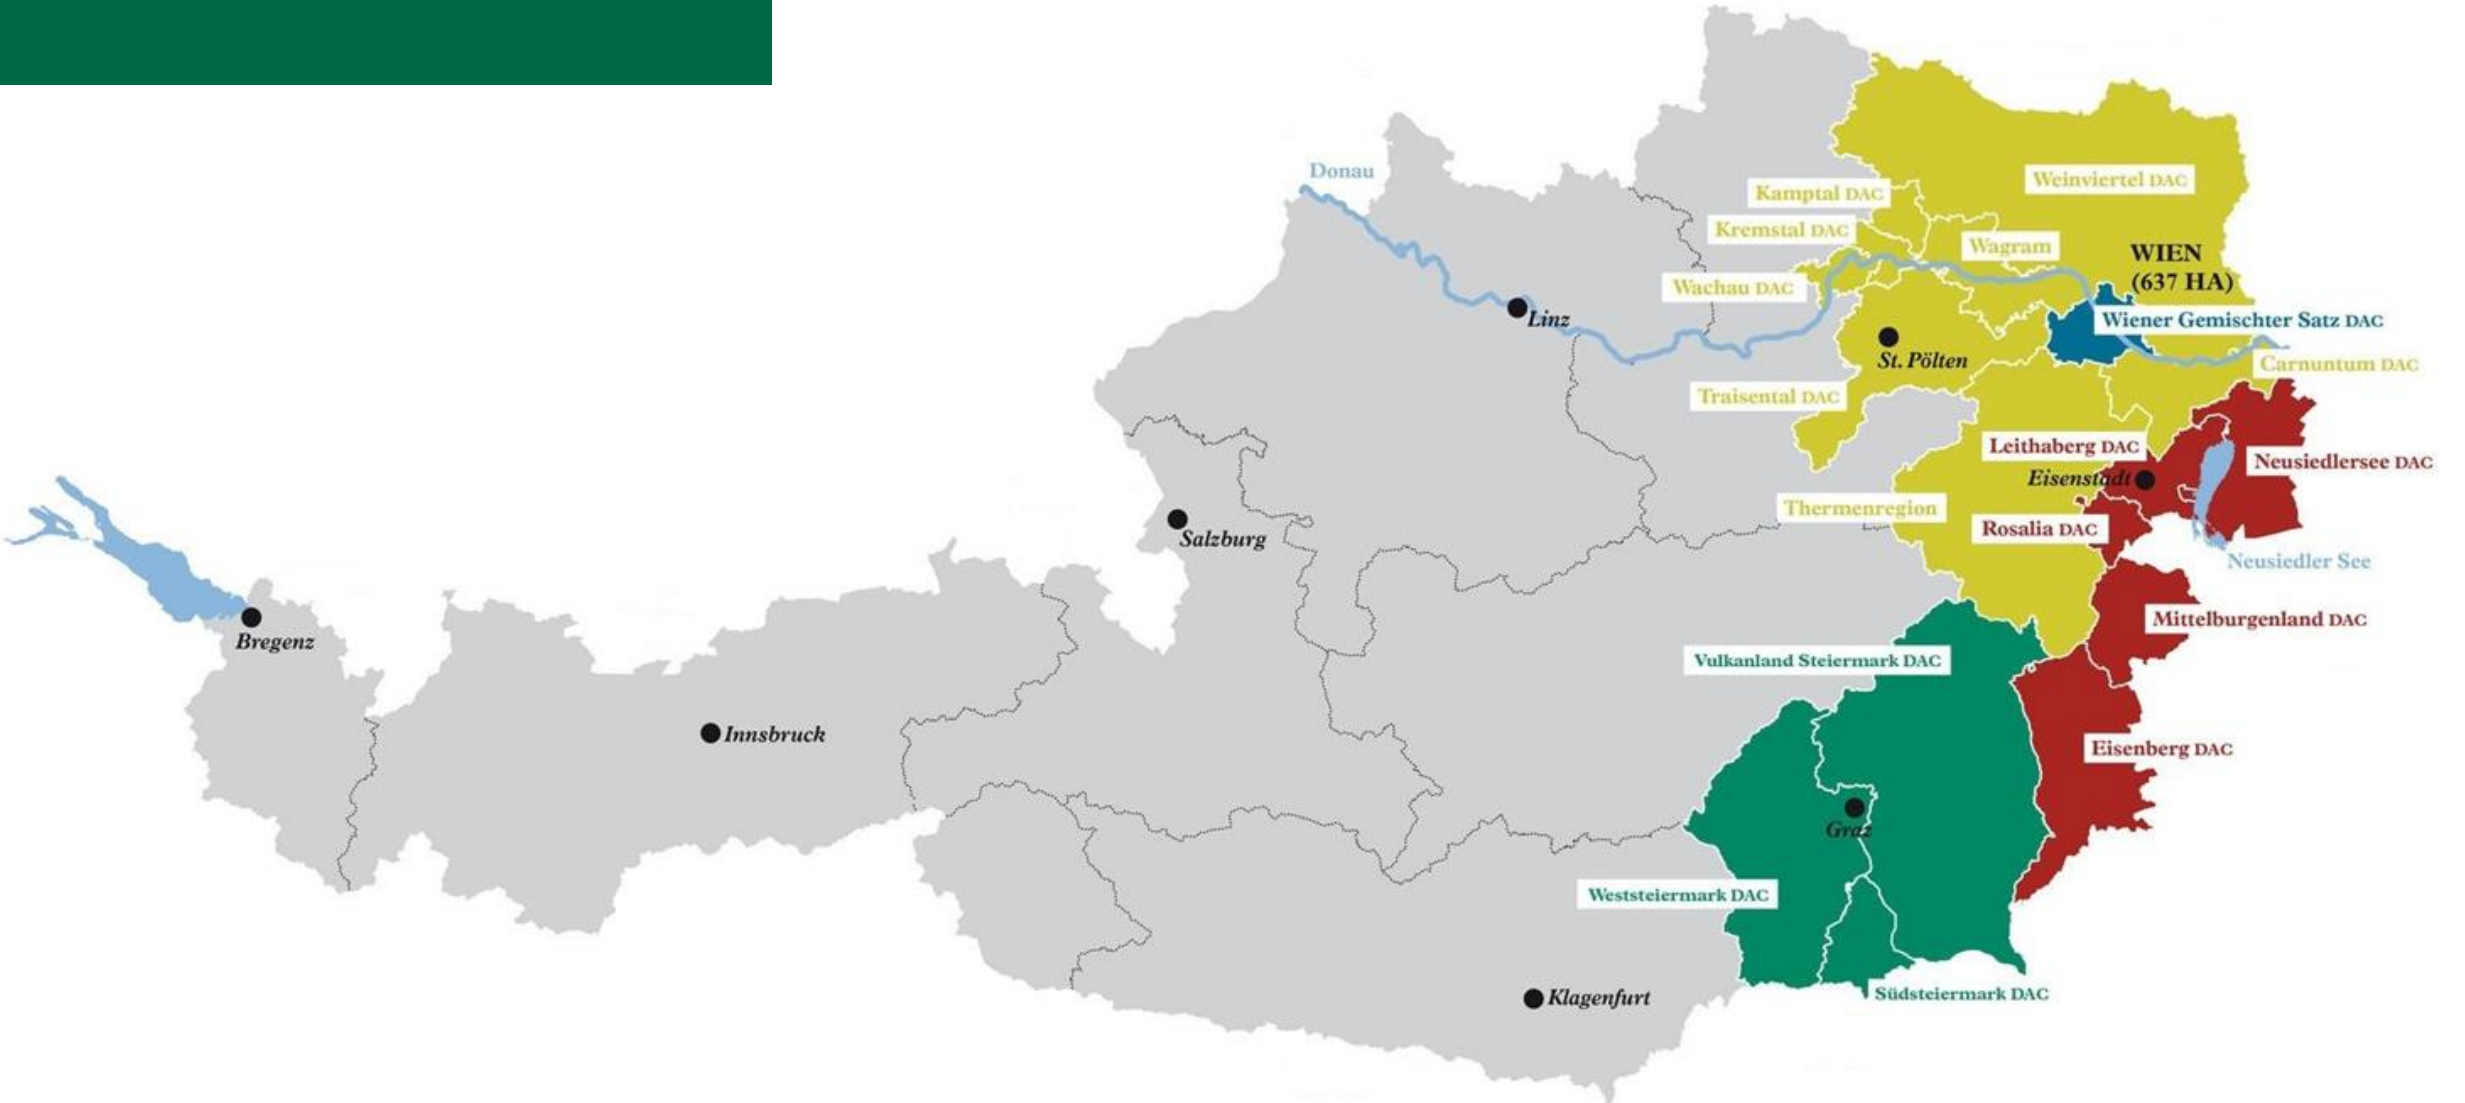 Donau
Weinviertel DAC
Kamptal DAC
Kremstal DAC
Wagram
WIEN
(637 HA)
Wachau DAC
Linz
Wiener Gemischter Satz DAC
St. Pölten
Carnuntum DAC
Traisental DAC
Leithaberg DAC
Neusiedlersee DAC
Eisenstadt
Thermenregion
Rosalia DAC
Salzburg
Neusiedler See
Bregenz
Mittelburgenland DAC
Vulkanland Steiermark DAC
Innsbruck
Eisenberg DAC
Graz
Weststeiermark DAC
Südsteiermark DAC
Klagenfurt